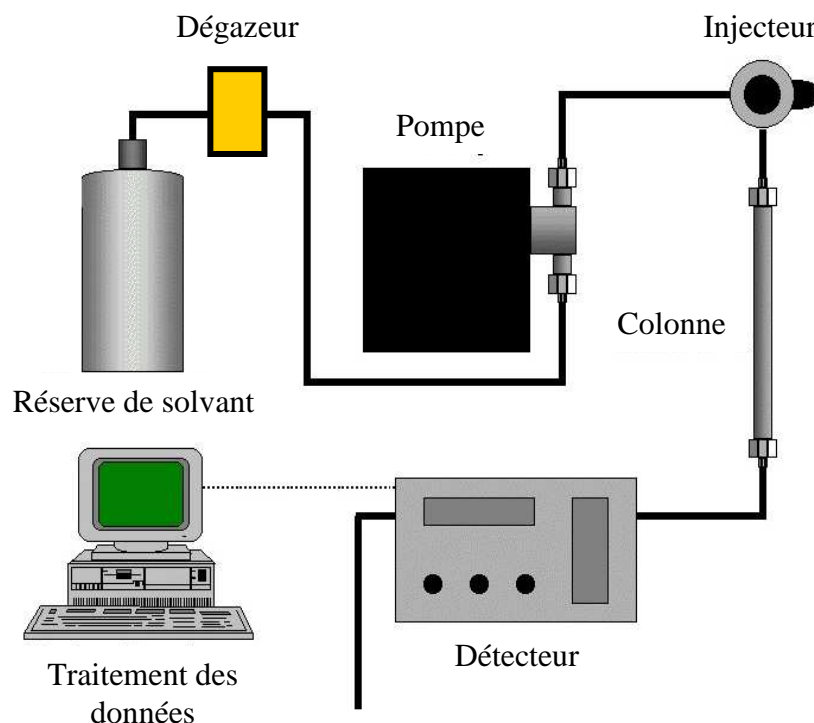 Dégazeur
Injecteur
Pompe
Colonne
Réserve de solvant
Détecteur
Traitement des
données